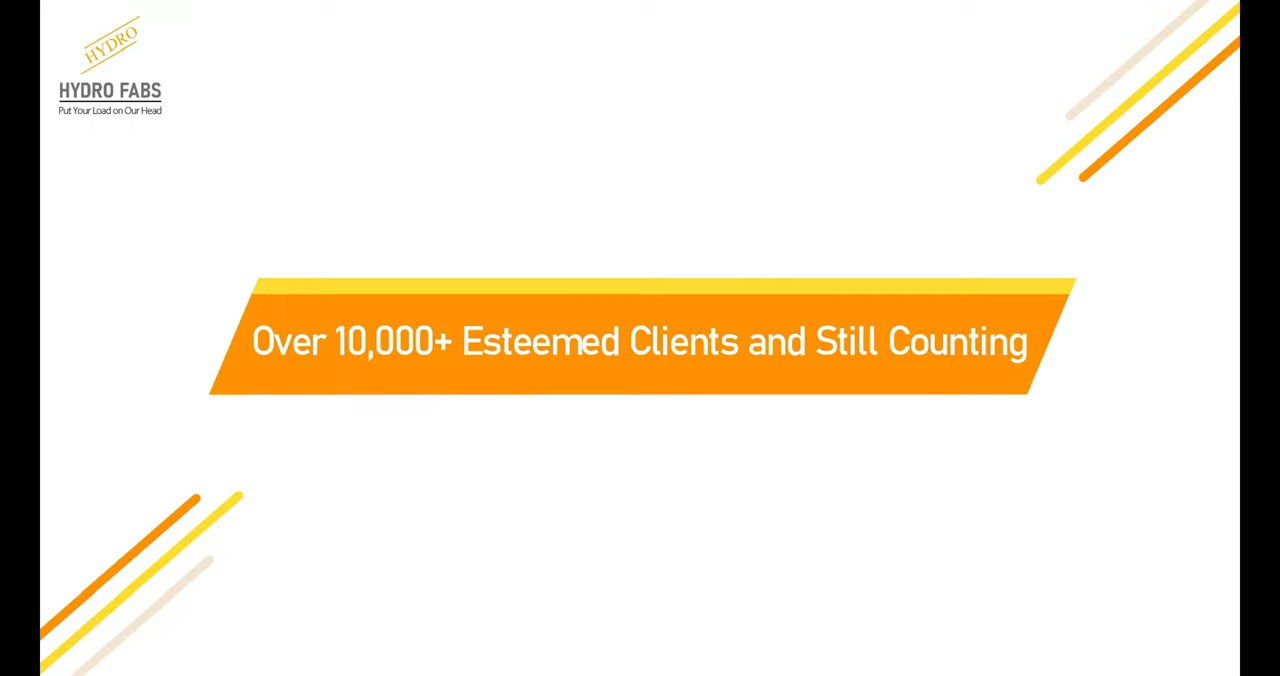 HYDRO
HYDRO FABS
Put Your Load on Our Head
Over 10,000+ Esteemed Clients and Still Counting